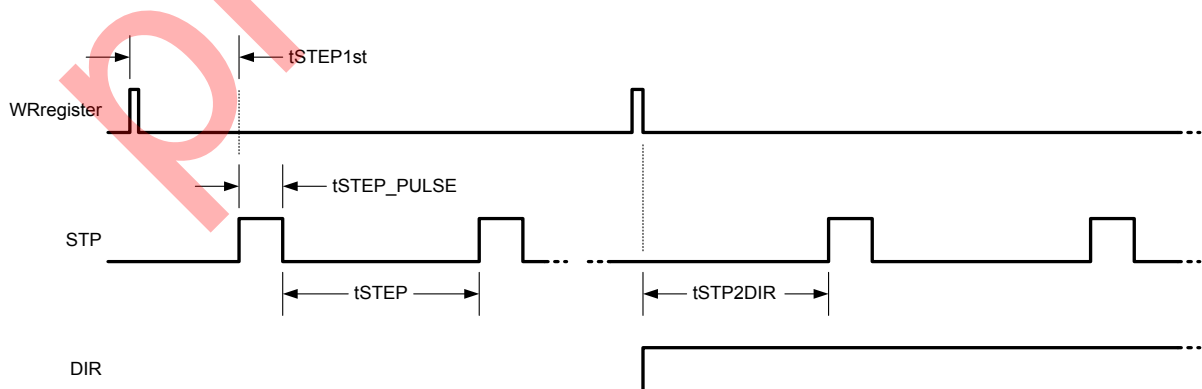 tSTEP1st
WRregister
tSTEP_PULSE
STP
tSTEP
tSTP2DIR
DIR